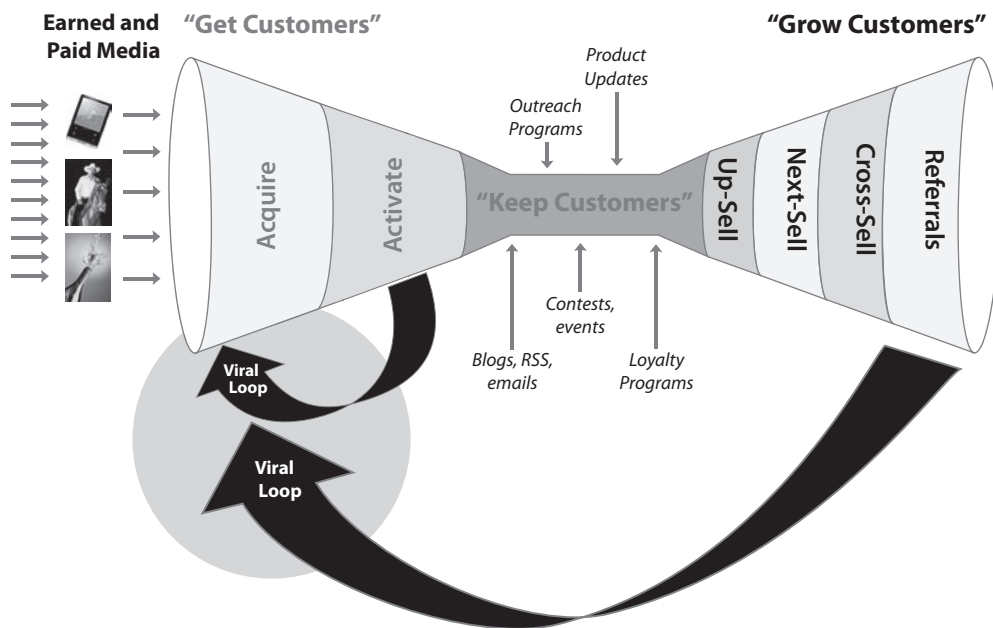 Earned and
Paid Media
“Get Customers”
“Grow Customers”
Product
Updates
Outreach
Programs
Acquire
Activate
“Keep Customers”
Up-Sell
Next-Sell
Cross-Sell
Referrals
Contests,
events
Blogs, RSS,
emails
Loyalty
Programs
Viral
Loop
Viral
Loop